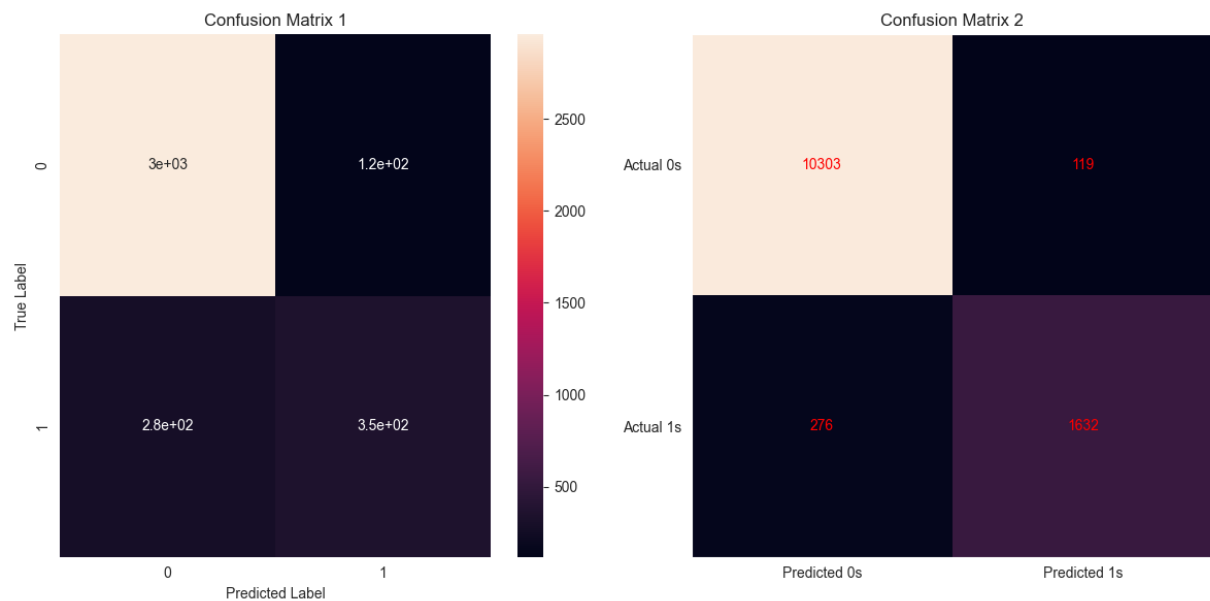 Confusion Matrix 1
0
3e+03
1.2e+02
1
2.8e+02
3.5e+02
True Label
0
1
Predicted Label
2500
2000
1500
1000
500
Confusion Matrix 2
Actual 0s
10303
119
Actual 1s
276
1632
Predicted 0s
Predicted 1s